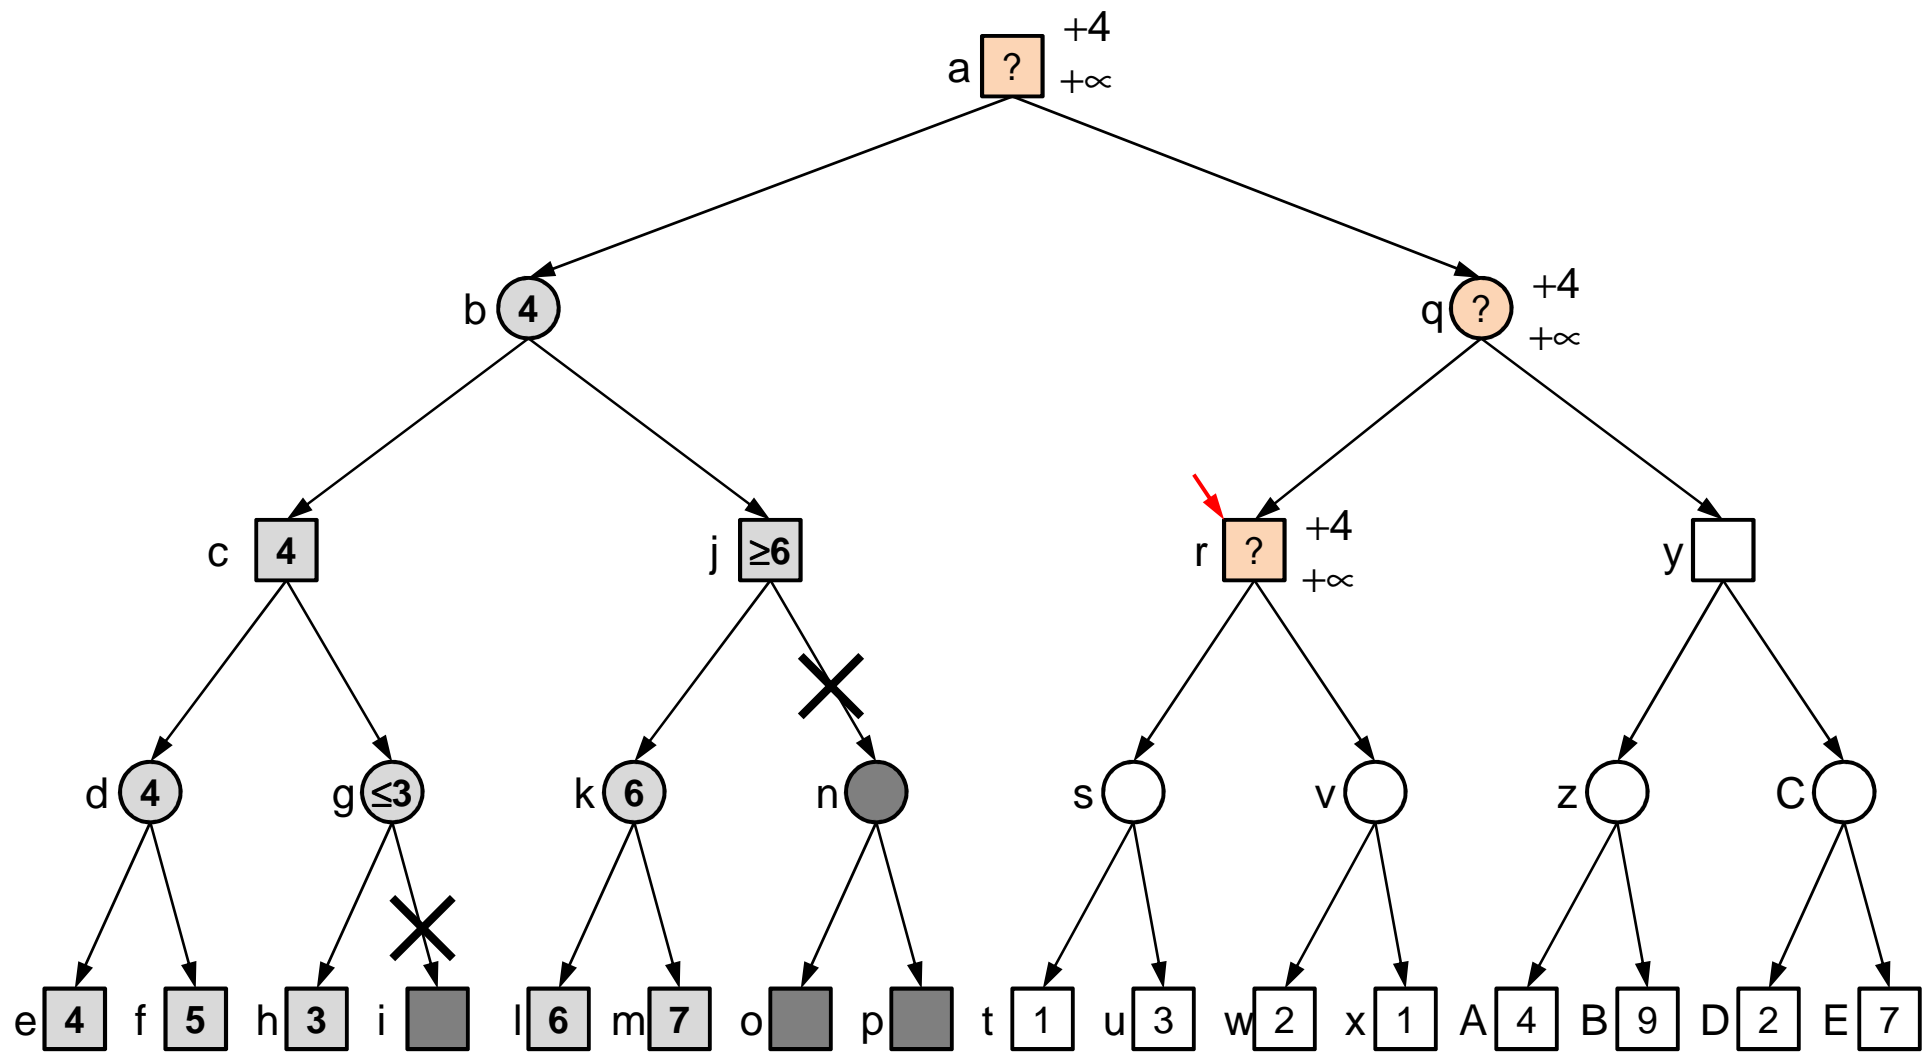 +4
a ? +∞
b 4 q ? +4
+∞
c 4 j ≥6 r ? +4 y
+∞
d 4 g ≤3 k 6 n s v z C
e 4 f 5 h 3 i l 6 m 7 o p t 1 u 3 w 2 x 1 A 4 B 9 D 2 E 7